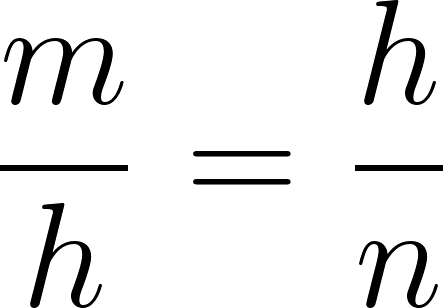 m/h = h/n